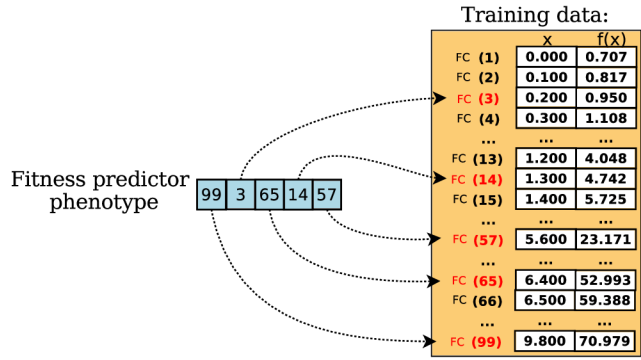 Training data:
x f(x)
FC (1) 0.000 0.707
FC (2) 0.100 0.817
FC (3) 0.200 0.950
FC (4) 0.300 1.108
... ... ...
FC (13) 1.200 4.048
FC (14) 1.300 4.742
FC (15) 1.400 5.725
... ... ...
FC (57) 5.600 23.171
... ... ...
FC (65) 6.400 52.993
FC (66) 6.500 59.388
... ... ...
FC (99) 9.800 70.979
Fitness predictor
phenotype
99 3 65 14 57